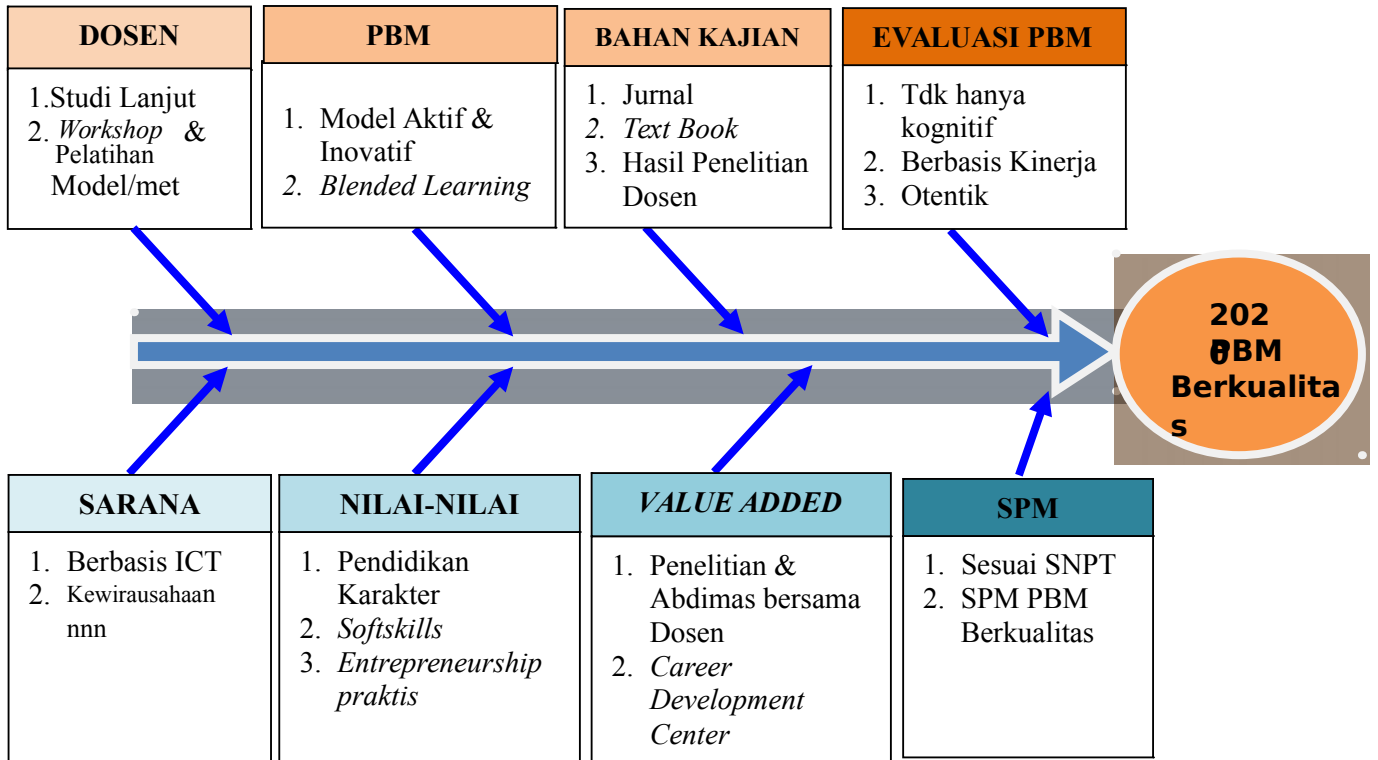 DOSEN
1.Studi Lanjut
2. Workshop &
Pelatihan
Model/met
PBM
1. Model Aktif &
Inovatif
2. Blended Learning
BAHAN KAJIAN
1. Jurnal
2. Text Book
3. Hasil Penelitian
Dosen
EVALUASI PBM
1. Tdk hanya
kognitif
2. Berbasis Kinerja
3. Otentik
202
0
PBM
Berkualita
s
SARANA
1. Berbasis ICT
2. Kewirausahaan
nnn
NILAI-NILAI
1. Pendidikan
Karakter
2. Softskills
3. Entrepreneurship
praktis
VALUE ADDED
1. Penelitian &
Abdimas bersama
Dosen
2. Career
Development
Center
SPM
1. Sesuai SNPT
2. SPM PBM
Berkualitas